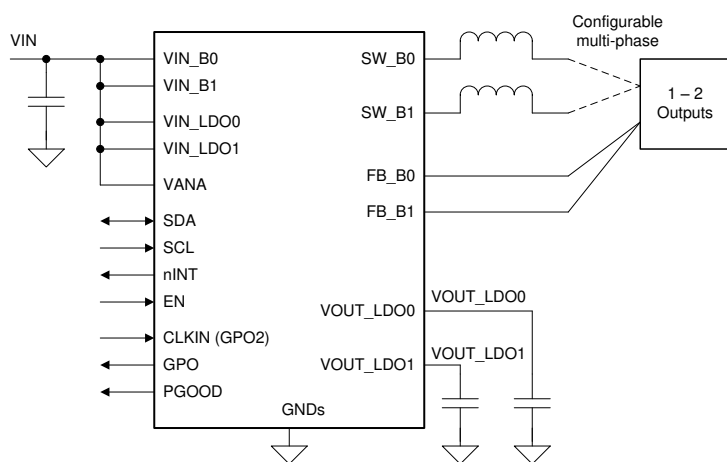 VIN
VIN_B0
VIN_B1
VIN_LDO0
VIN_LDO1
VANA
SDA
SCL
nINT
EN
CLKIN (GPO2)
GPO
PGOOD
GNDs
SW_B0
SW_B1
FB_B0
FB_B1
VOUT_LDO0
VOUT_LDO1
VOUT_LDO0
VOUT_LDO1
Configurable
multi-phase
1 – 2
Outputs